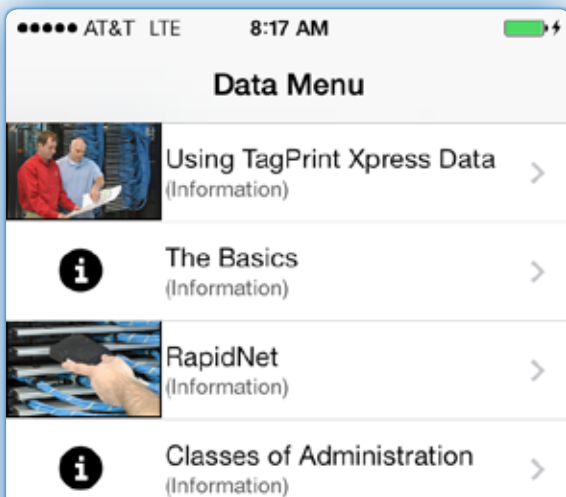 AT&T LTE 8:17 AM
Data Menu
Using TagPrint Xpress Data
(Information)
The Basics
(Information)
RapidNet
(Information)
Classes of Administration
(Information)